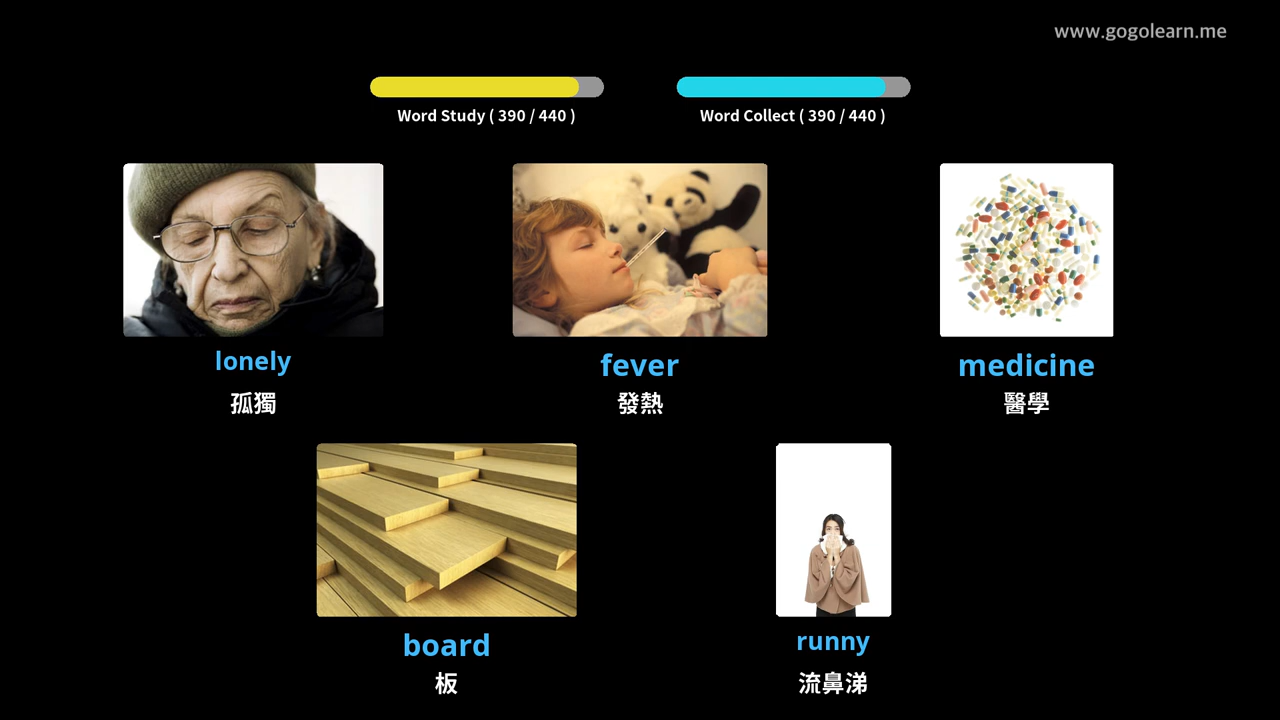 www.gogolearn.me
Word Study ( 390 / 440 )
Word Collect ( 390 / 440 )
lonely
孤獨
fever
發熱
medicine
醫學
board
板
runny
流鼻涕